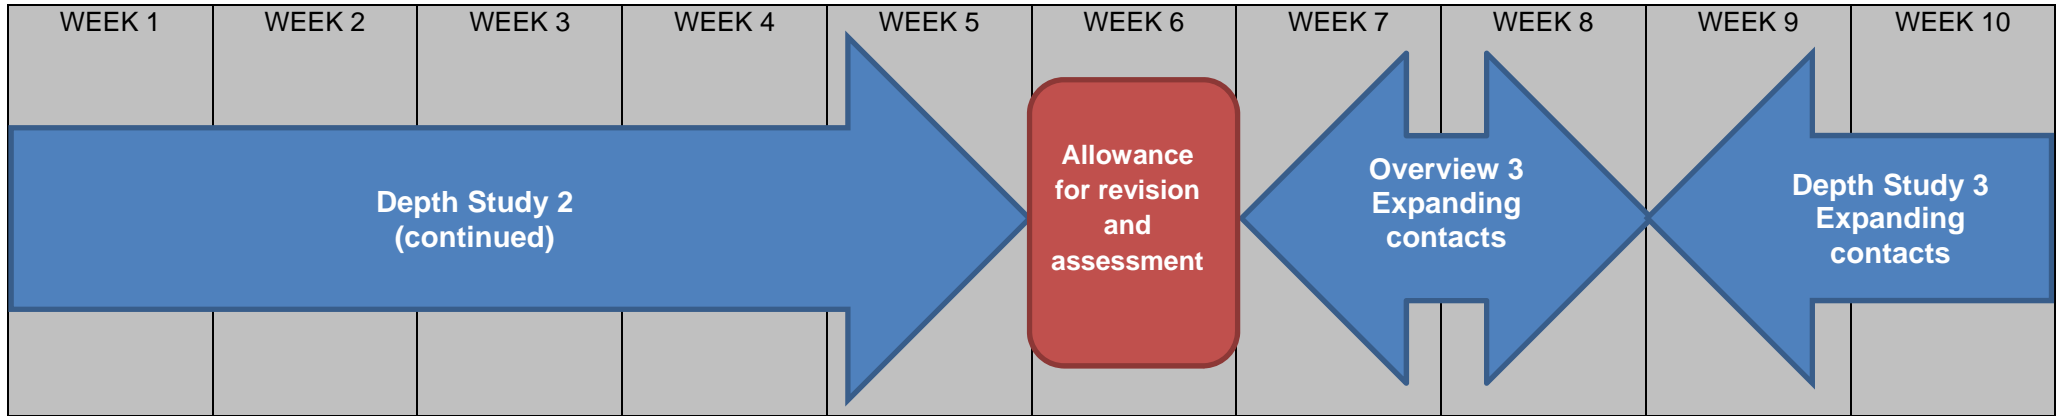 WEEK 1 WEEK 2 WEEK 3 WEEK 4 WEEK 5 WEEK 6 WEEK 7 WEEK 8 WEEK 9 WEEK 10
Depth Study 2
(continued)
Allowance
for revision
and
assessment
Overview 3
Expanding
contacts
Depth Study 3
Expanding
contacts